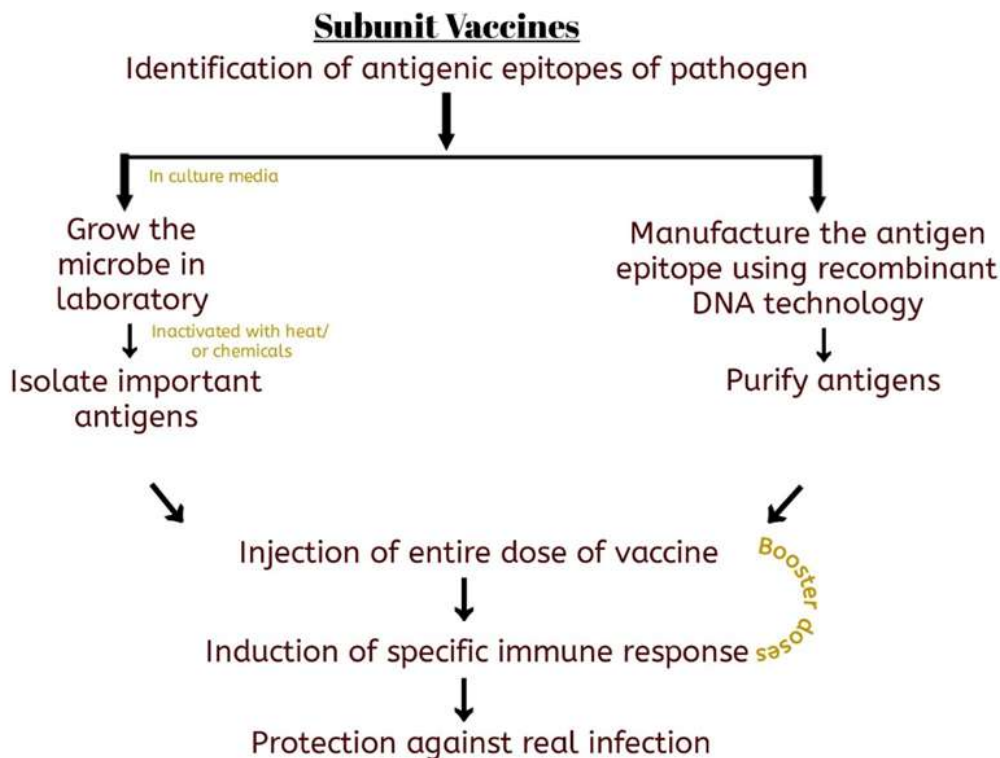 Subunit Vaccines
Identification of antigenic epitopes of pathogen
In culture media
Grow the
microbe in
laboratory
Inactivated with heat/
or chemicals
Isolate important
antigens
Manufacture the antigen
epitope using recombinant
DNA technology
Purify antigens
Injection of entire dose of vaccine
Booster doses
Induction of specific immune response
Protection against real infection